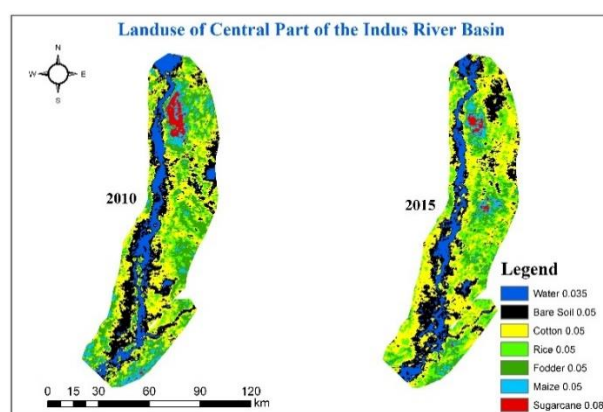 Landuse of Central Part of the Indus River Basin
N
W E
S
2010
2015
Legend
Water 0.035
Bare Soil 0.05
Cotton 0.05
Rice 0.05
Fodder 0.05
Maize 0.05
Sugarcane 0.08
0 15 30 60 90 120
km